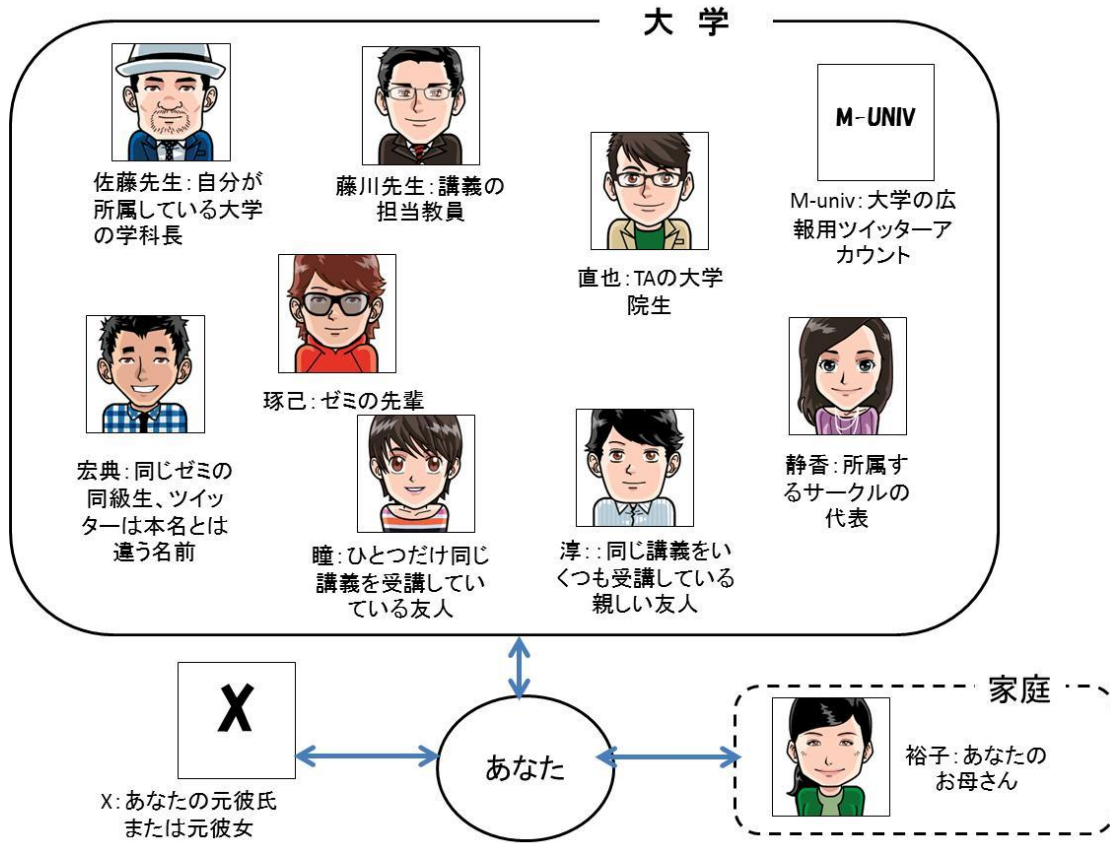 大 学
M-UNIV
佐藤先生：自分が
所属している大学
の学科長
藤川先生：講義の
担当教員
直也：TAの大学
院生
M-univ：大学の広
報用ツイッターア
カウント
琢己：ゼミの先輩
宏典：同じゼミの
同級生、ツイッ
ターは本名とは
違う名前
瞳：ひとつだけ同じ
講義を受講してい
ている友人
淳：：同じ講義をい
くつも受講している
親しい友人
静香：所属す
るサークルの
代表
X
X：あなたの元彼氏
または元彼女
あなた
家庭
裕子：あなたの
お母さん